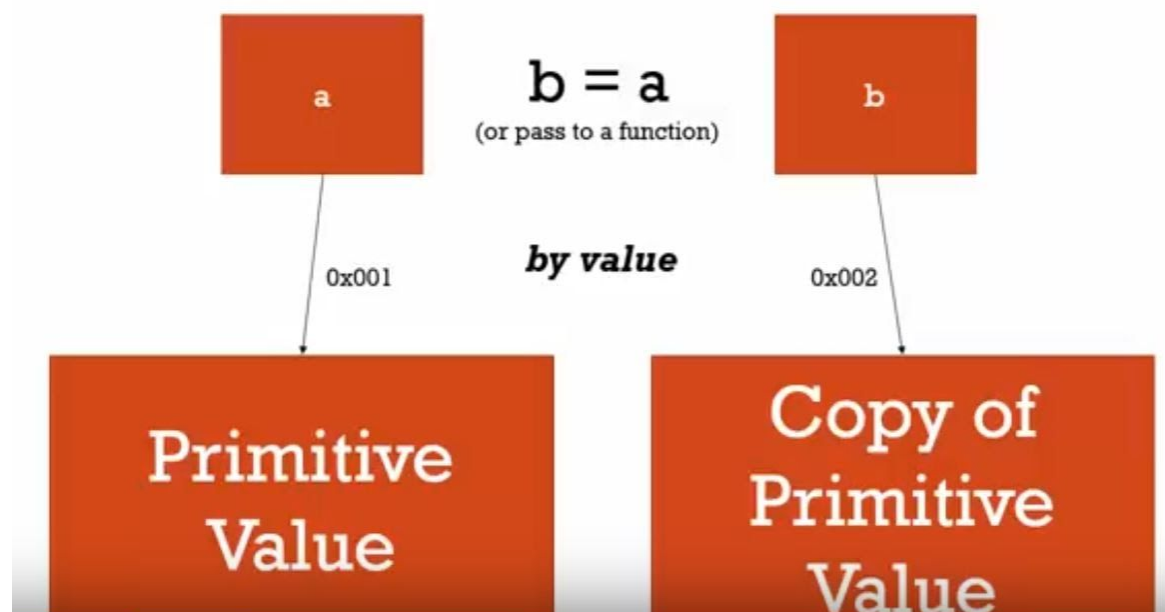 a
b = a
(or pass to a function)
b
by value
0x001
0x002
Primitive
Value
Copy of
Primitive
Value